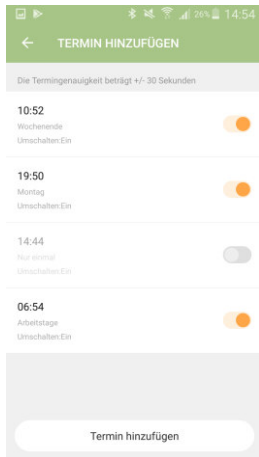 26% 14:54
TERMIN HINZUFÜGEN
Die Termingenauigkeit beträgt +/- 30 Sekunden
10:52
Wochenende
Umschalten:Ein
19:50
Montag
Umschalten:Ein
14:44
Nur einmal
Umschalten:Ein
06:54
Arbeitstage
Umschalten:Ein
Termin hinzufügen